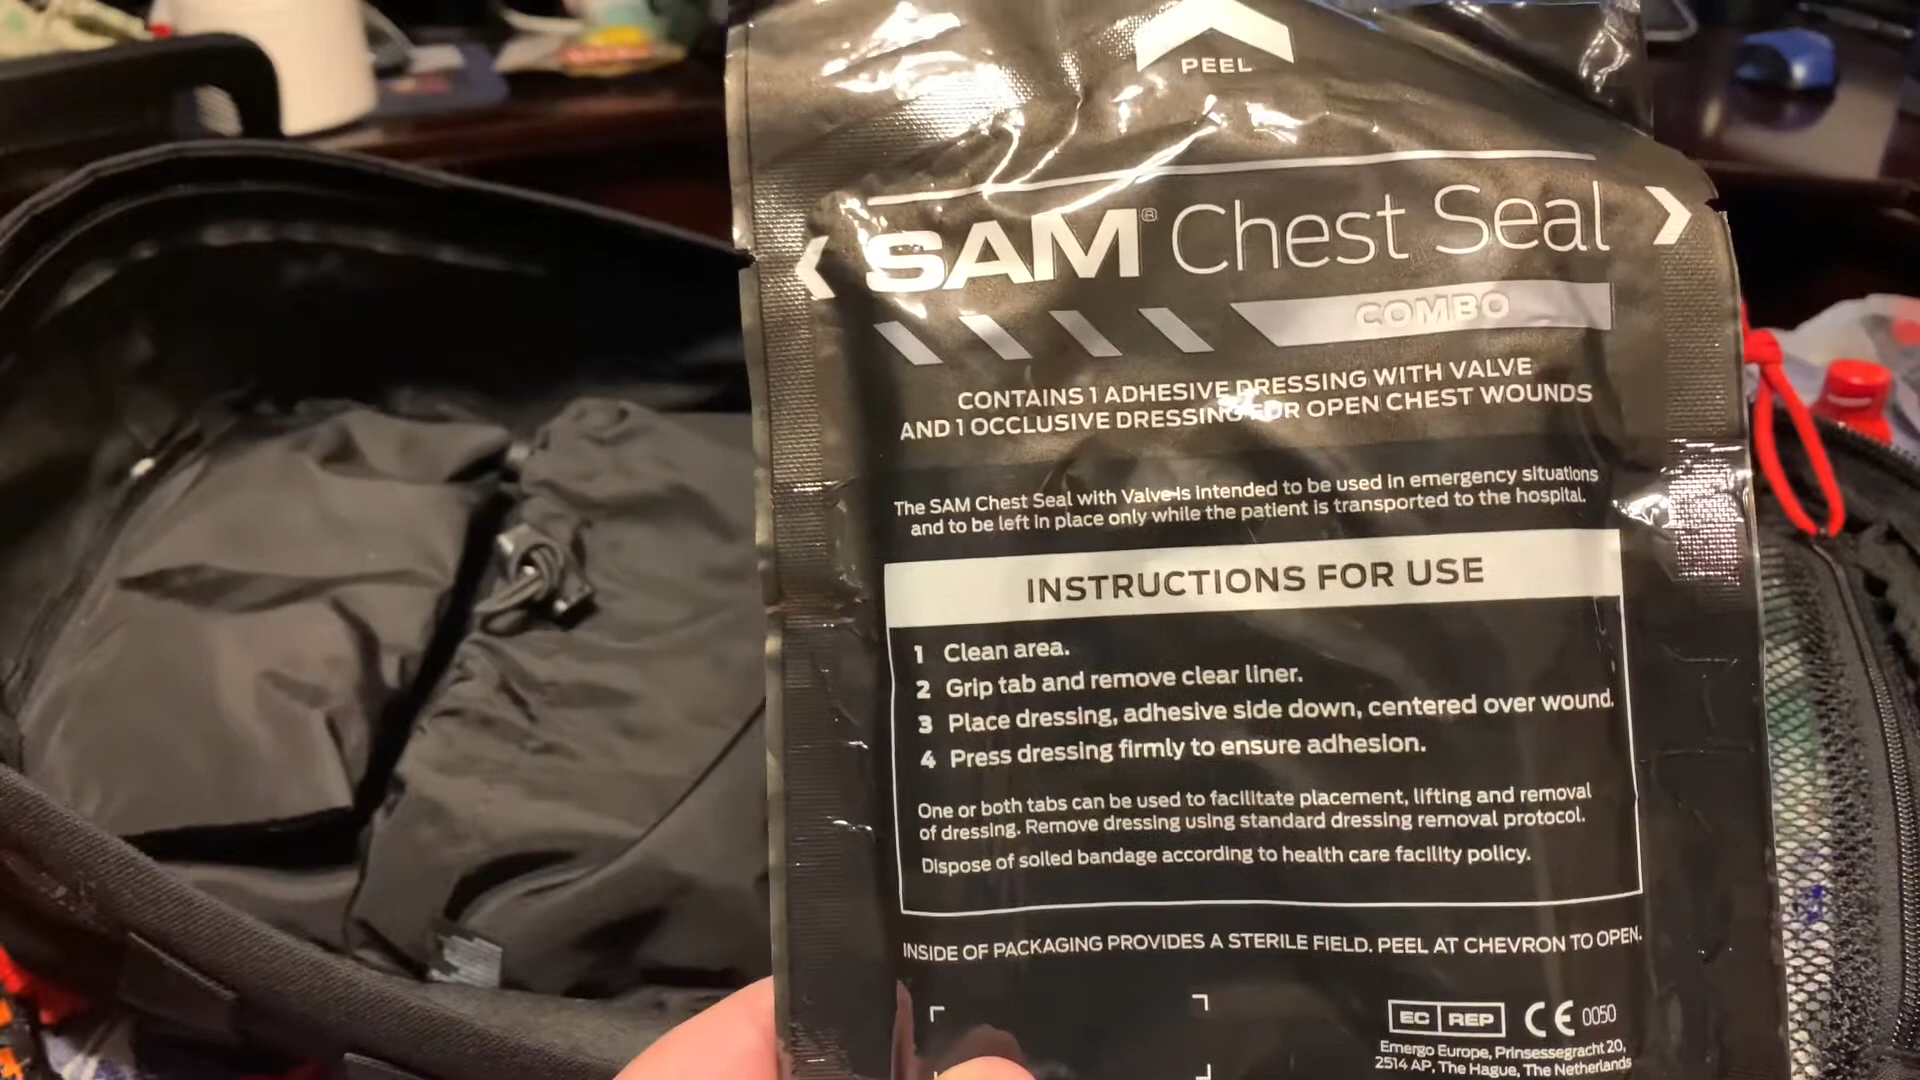 PEEL
SAM® Chest Seal
COMBO
CONTAINS 1 ADHESIVE DRESSING WITH VALVE
AND 1 OCCLUSIVE DRESSING FOR OPEN CHEST WOUNDS
The SAM Chest Seal with Valve is intended to be used in emergency situations
and to be left in place only while the patient is transported to the hospital.
INSTRUCTIONS FOR USE
1 Clean area.
2 Grip tab and remove clear liner.
3 Place dressing, adhesive side down, centered over wound.
4 Press dressing firmly to ensure adhesion.
One or both tabs can be used to facilitate placement, lifting and removal
of dressing. Remove dressing using standard dressing removal protocol.
Dispose of soiled bandage according to health care facility policy.
INSIDE OF PACKAGING PROVIDES A STERILE FIELD. PEEL AT CHEVRON TO OPEN.
EC REP CE 0050
Emergo Europe, Prinsessegracht 20,
2514 AP, The Hague, The Netherlands